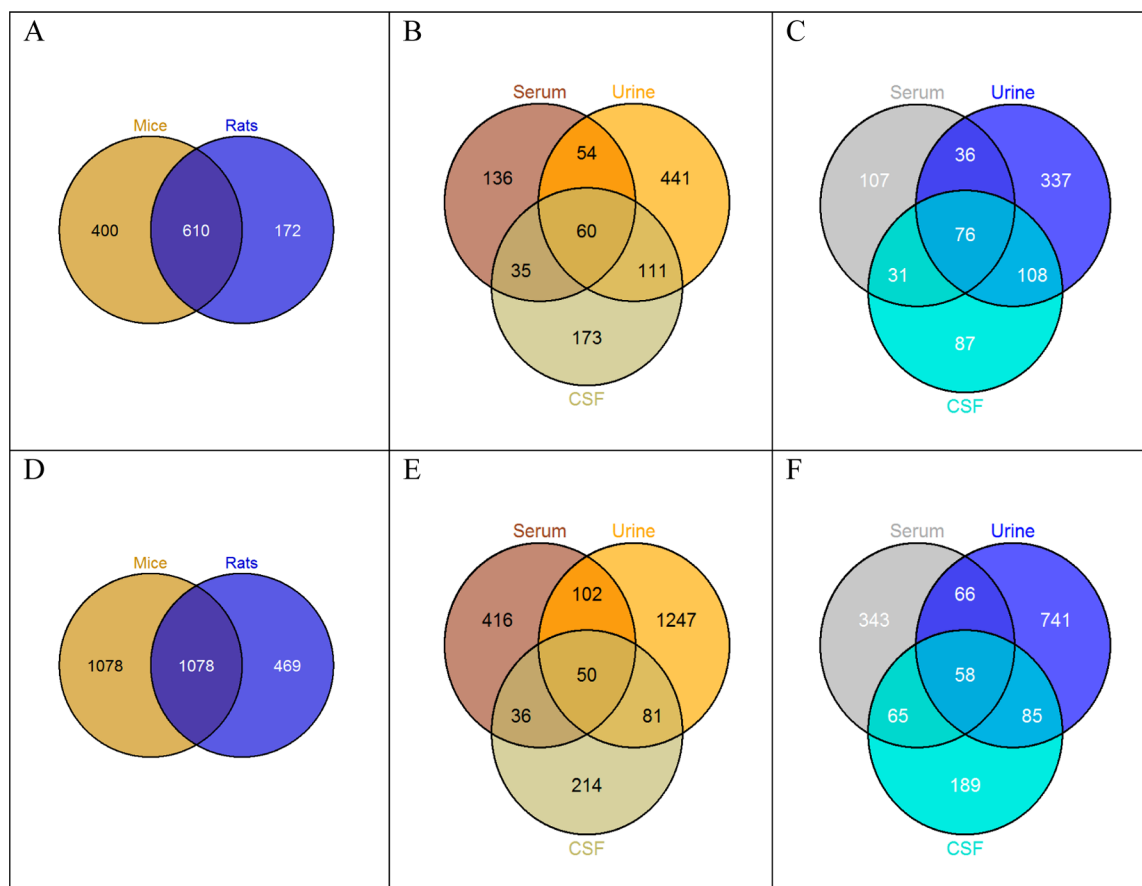 A
B
C
Mice
Rats
400
610
172
Serum
Urine
54
136
441
60
35
111
173
CSF
Serum
Urine
36
107
337
76
31
108
87
CSF
D
E
F
Mice
Rats
1078
1078
469
Serum
Urine
102
416
1247
50
36
81
214
CSF
Serum
Urine
66
343
741
58
65
85
189
CSF